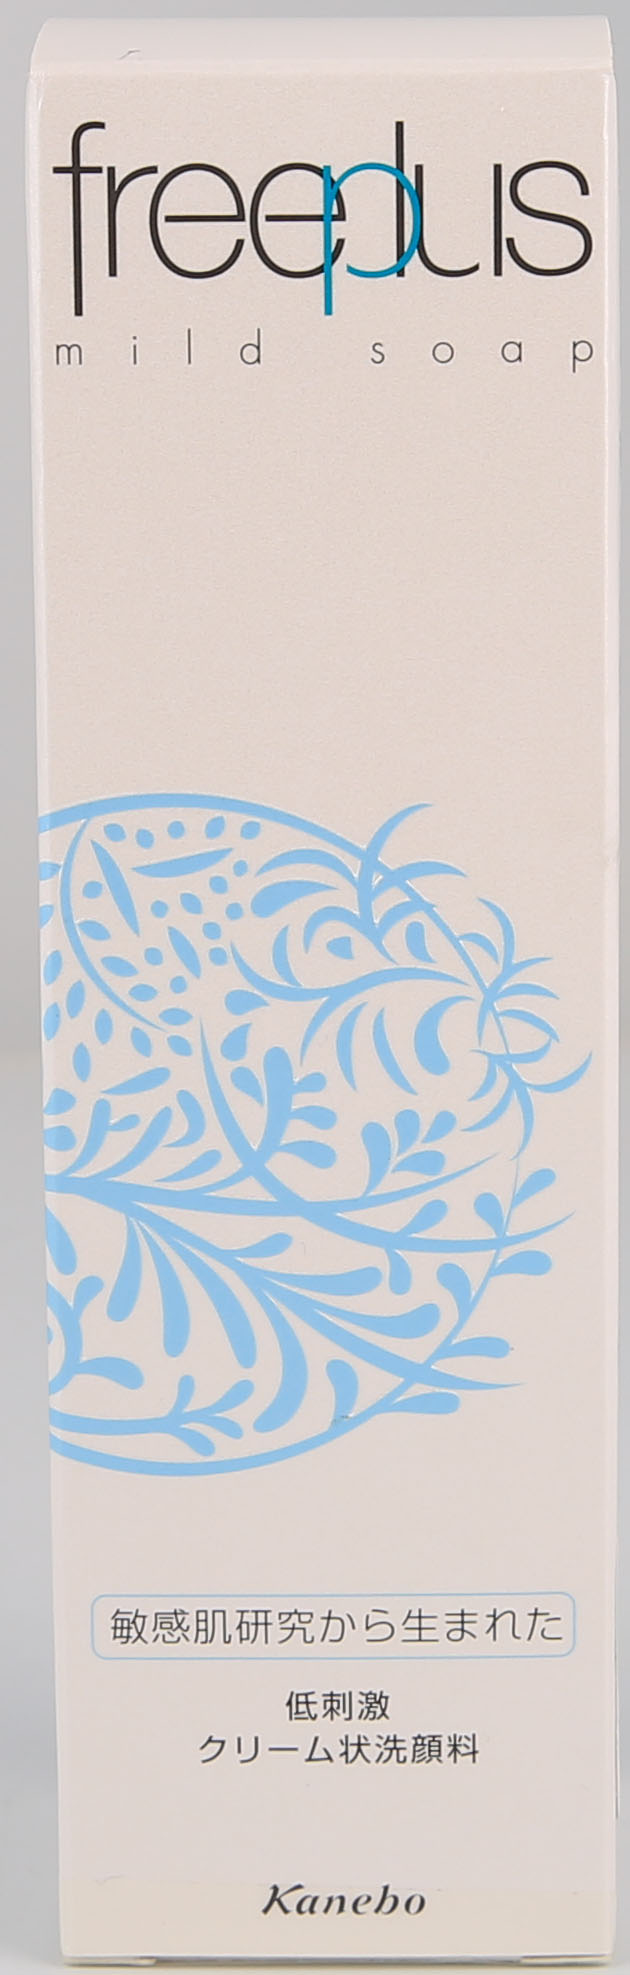 freeplus
mild soap
敏感肌研究から生まれた
低刺激
クリーム状洗顔料
Kanebo